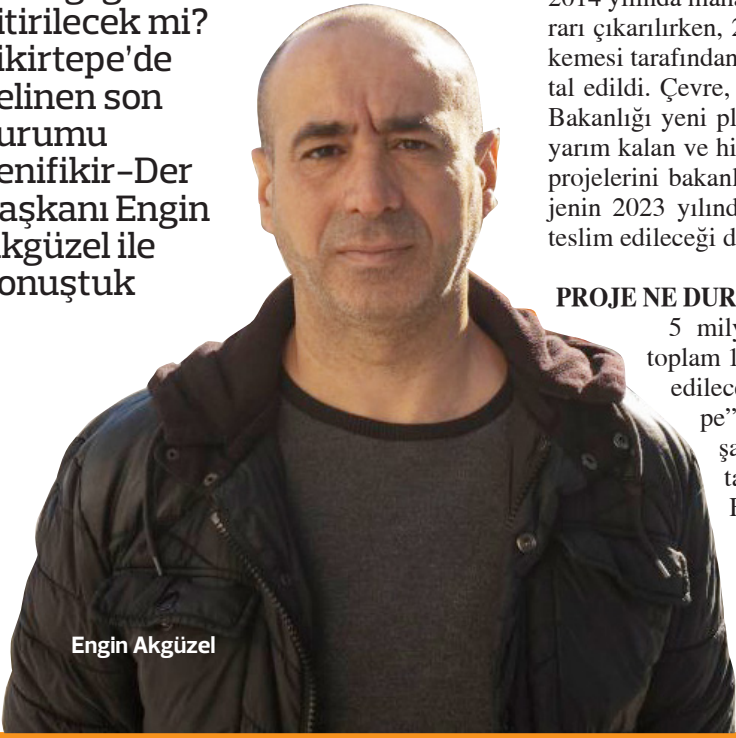 itirilecek mi?
ikirtepe’de
elinen son
urumu
enifikir-Der
aşkanı Engin
kgüzel ile
onuştuk
Engin Akgüzel
2014 yılında maha
rarı çıkarılırken, 2
kemesi tarafından
tal edildi. Çevre,
Bakanlığı yeni pl
yarım kalan ve hi
projelerini bakanl
jenin 2023 yılınd
teslim edileceği d
PROJE NE DUR
5 mily
toplam 1
edilece
pe”
şa
ta